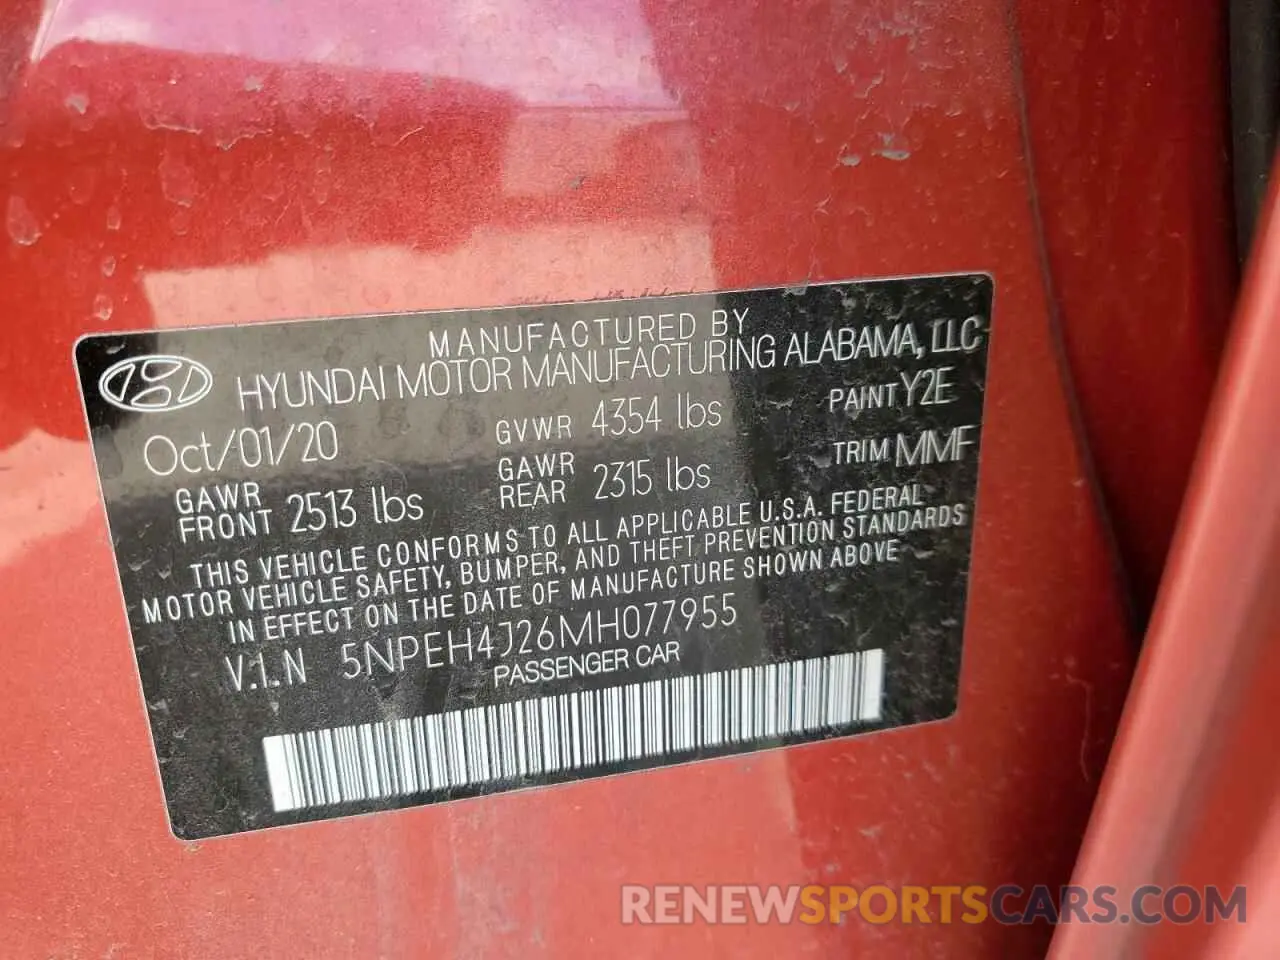 MANUFACTURED BY
HYUNDAI MOTOR MANUFACTURING ALABAMA, LLC
Oct/01/20 GVWR 4354 lbs PAINT Y2E
GAWR FRONT 2513 lbs GAWR REAR 2315 lbs TRIM MMF
THIS VEHICLE CONFORMS TO ALL APPLICABLE U.S.A. FEDERAL
MOTOR VEHICLE SAFETY, BUMPER, AND THEFT PREVENTION STANDARDS
IN EFFECT ON THE DATE OF MANUFACTURE SHOWN ABOVE
V.I.N 5NPEH4J26MH077955
PASSENGER CAR
RENEWSPORTSCARS.COM